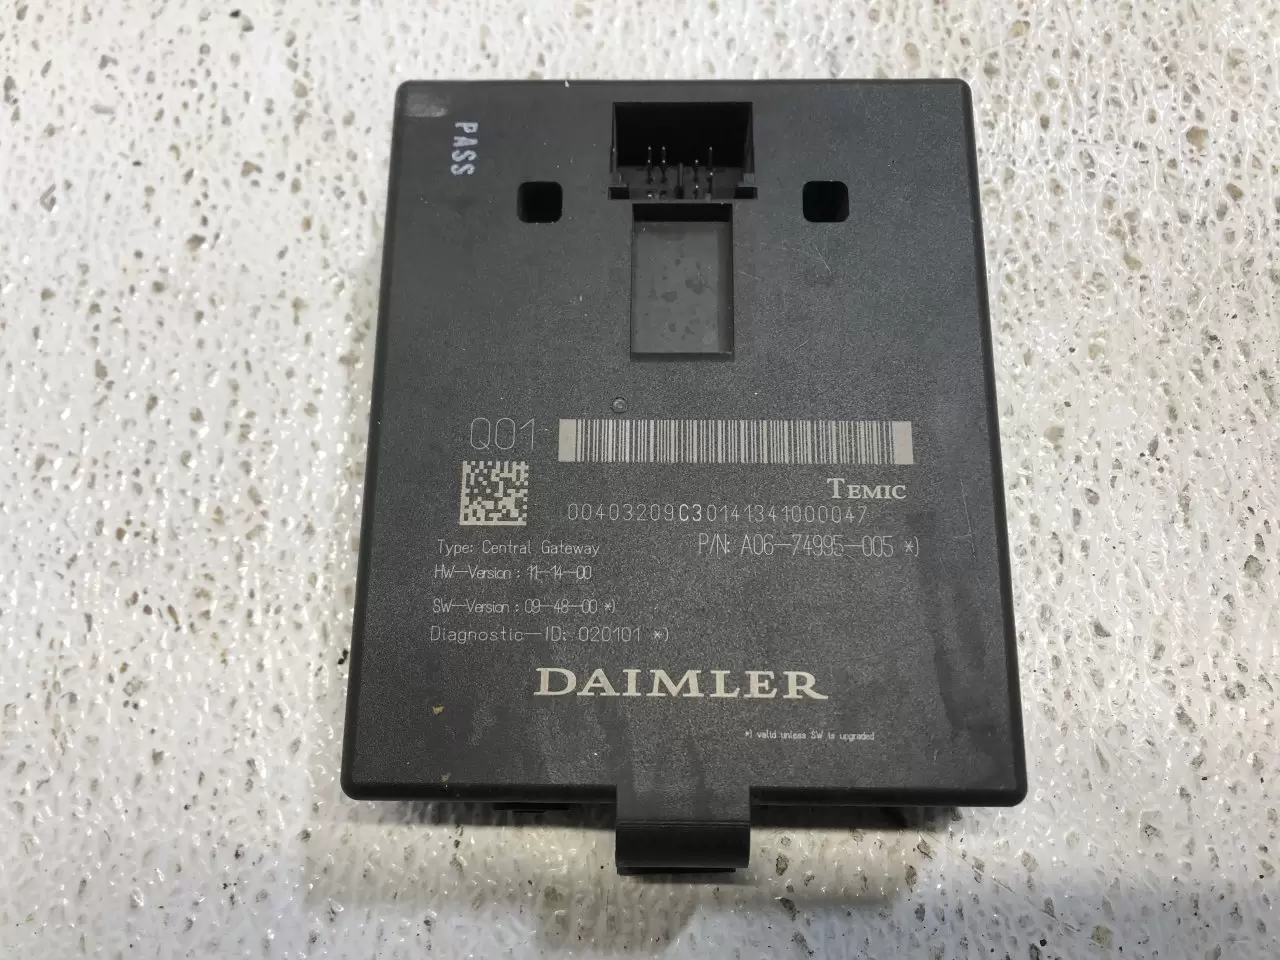 PASS
Q01
TEMIC
00403209C30141341000047
Type: Central Gateway
P/N: A06-74995-005 *)
HW-Version : 11-14-00
SW-Version : 09-48-00 *)
Diagnostic-ID: 020101 *)
DAIMLER
*) valid unless SW is upgraded